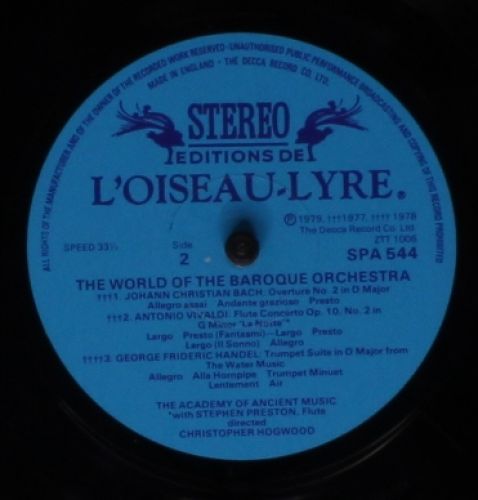 ALL RIGHTS OF THE MANUFACTURER AND OF THE OWNER OF THE RECORDED WORK RESERVED · UNAUTHORISED PUBLIC PERFORMANCE BROADCASTING AND COPYING OF THIS RECORD PROHIBITED
MADE IN ENGLAND · THE DECCA RECORD CO. LTD.
STEREO
EDITIONS DE
L'OISEAU-LYRE®
℗ 1979, †††1977, †††† 1978
The Decca Record Co. Ltd.
ZTT 1006
SPEED 33⅓
Side
2
SPA 544
THE WORLD OF THE BAROQUE ORCHESTRA
†††1. JOHANN CHRISTIAN BACH: Overture No. 2 in D Major
Allegro assai Andante grazioso Presto
†††2. ANTONIO VIVALDI: Flute Concerto Op. 10, No. 2 in
G Minor "La Notte"*
Largo Presto (Fantasmi)—Largo Presto
Largo (Il Sonno) Allegro
††††3. GEORGE FRIDERIC HANDEL: Trumpet Suite in D Major from
The Water Music
Allegro Alla Hornpipe Trumpet Minuet
Lentement Air
THE ACADEMY OF ANCIENT MUSIC
*with STEPHEN PRESTON, Flute
directed
CHRISTOPHER HOGWOOD